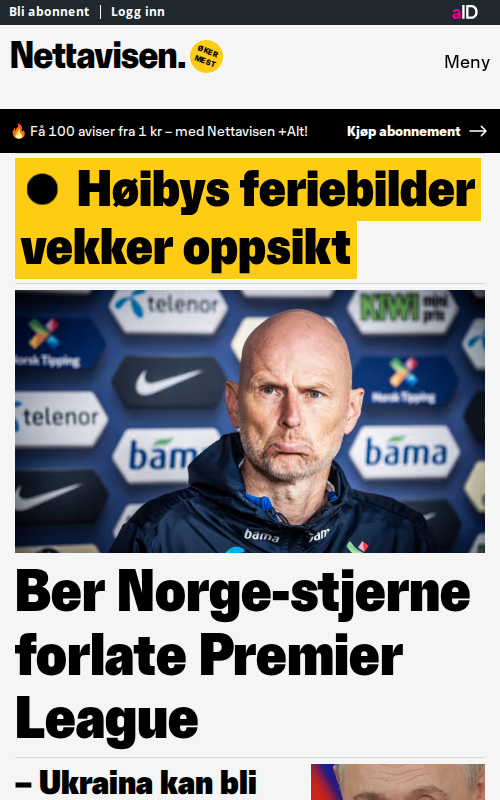 Bli abonnent Logg inn aID
Nettavisen. ØKER MEST
Meny
🔥 Få 100 aviser fra 1 kr – med Nettavisen +Alt! Kjøp abonnement →
Høibys feriebilder
vekker oppsikt
telenor KIWI mini pris
Norsk Tipping Norsk Tipping
telenor
bama bama
bama bama
Ber Norge-stjerne
forlate Premier
League
– Ukraina kan bli